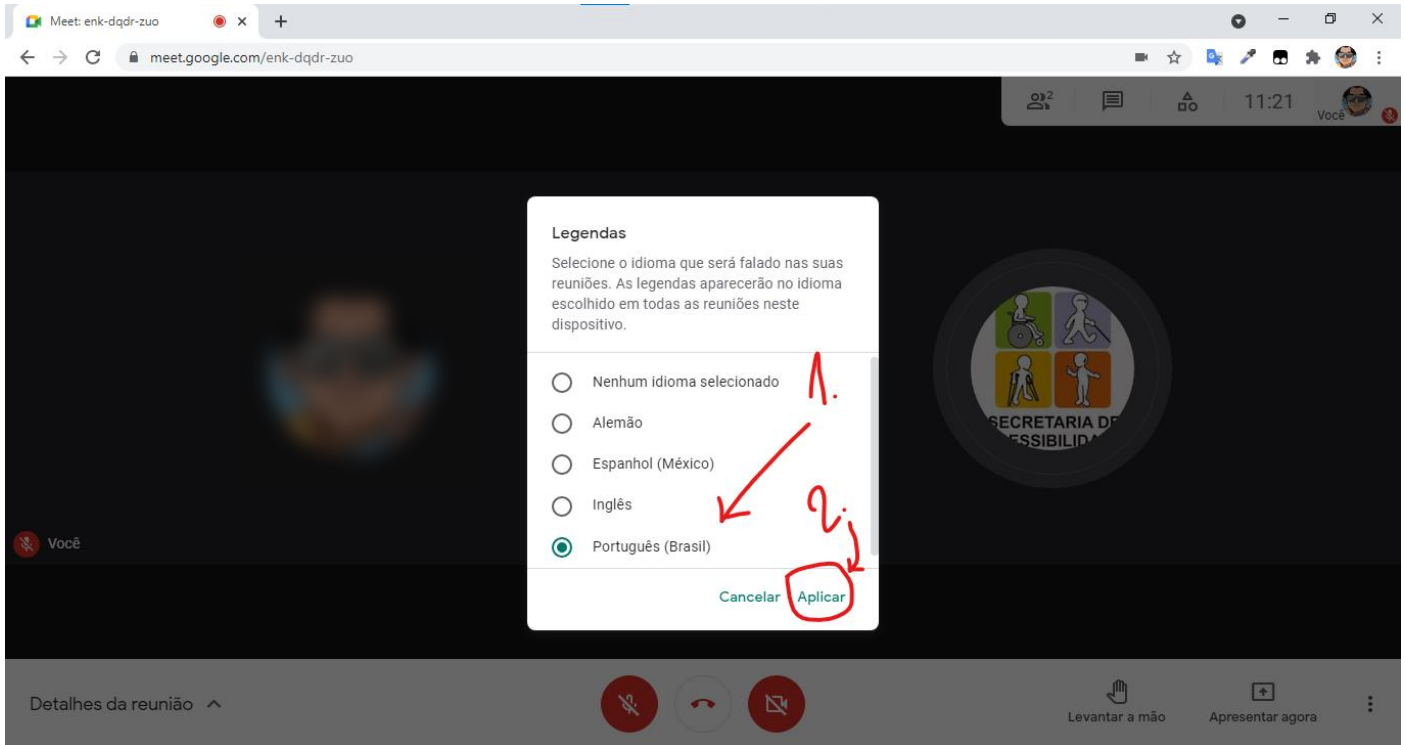 Meet: enk-dqdr-zuo
meet.google.com/enk-dqdr-zuo
2
11:21
Você
Legendas
Selecione o idioma que será falado nas suas
reuniões. As legendas aparecerão no idioma
escolhido em todas as reuniões neste
dispositivo.
1.
Nenhum idioma selecionado
Alemão
Espanhol (México)
Inglês
2.
Português (Brasil)
Cancelar Aplicar
SECRETARIA DE
ESSIBILIDA
Você
Detalhes da reunião
Levantar a mão
Apresentar agora